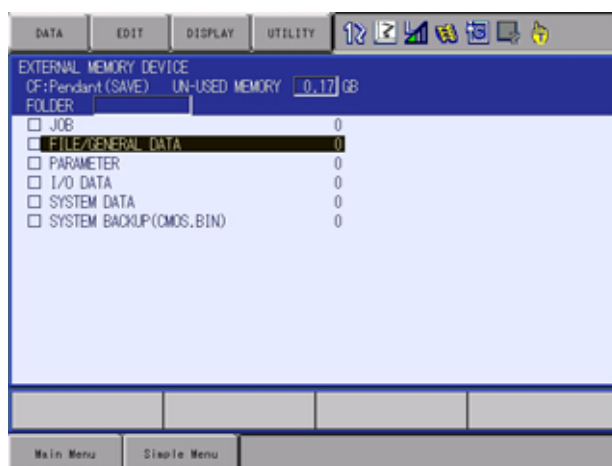 DATA EDIT DISPLAY UTILITY
EXTERNAL MEMORY DEVICE
CF:Pendant(SAVE) UN-USED MEMORY 0.17 GB
FOLDER
JOB 0
FILE/GENERAL DATA 0
PARAMETER 0
I/O DATA 0
SYSTEM DATA 0
SYSTEM BACKUP(CMOS.BIN) 0
Main Menu Simple Menu